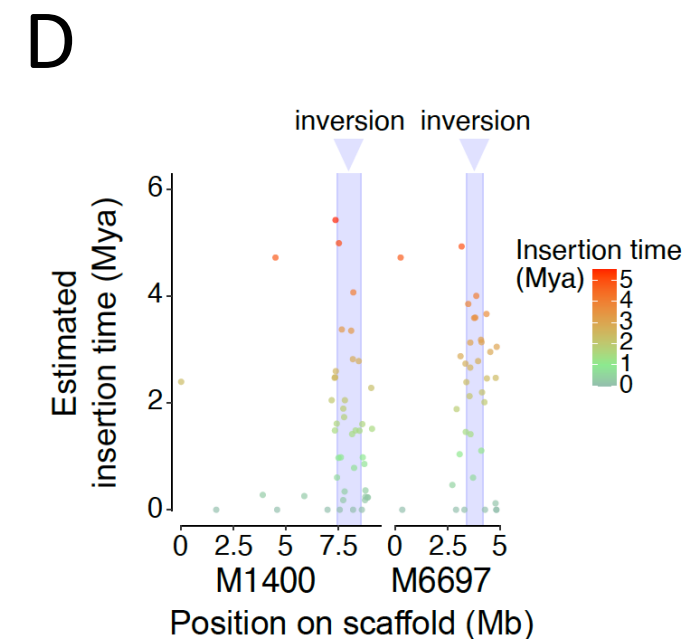 D
inversion inversion
6
4
2
0
Estimated
insertion time (Mya)
0 2.5 5 7.5 0 2.5 5
M1400 M6697
Position on scaffold (Mb)
Insertion time
(Mya)
5
4
3
2
1
0